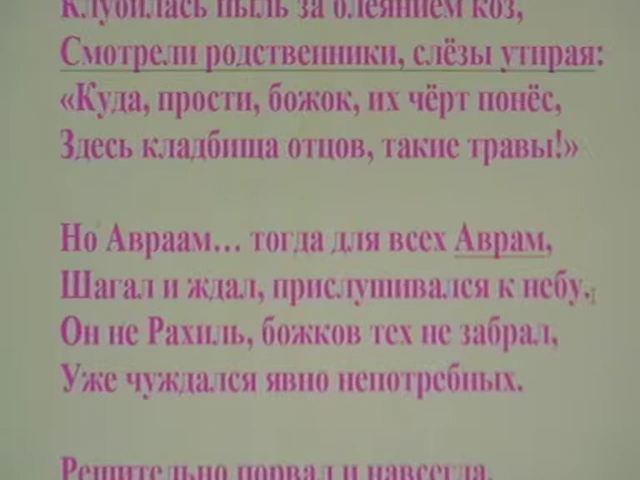 Клубилась пыль за блеянием коз,
Смотрели родственники, слёзы утирая:
«Куда, прости, божок, их чёрт понёс,
Здесь кладбища отцов, такие травы!»
Но Авраам... тогда для всех Аврам,
Шагал и ждал, прислушивался к небу.
Он не Рахиль, божков тех не забрал,
Уже чуждался явно непотребных.
Решительно порвал и навсегда,